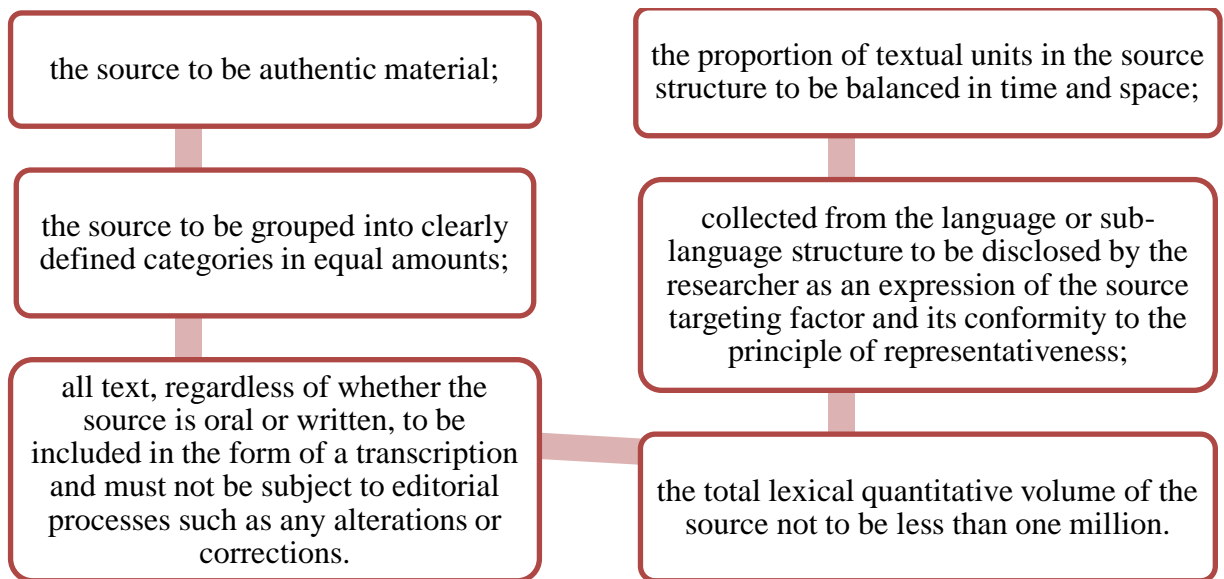 the source to be authentic material;
the source to be grouped into clearly
defined categories in equal amounts;
all text, regardless of whether the
source is oral or written, to be
included in the form of a transcription
and must not be subject to editorial
processes such as any alterations or
corrections.
the total lexical quantitative volume of the
source not to be less than one million.
collected from the language or sub-
language structure to be disclosed by the
researcher as an expression of the source
targeting factor and its conformity to the
principle of representativeness;
the proportion of textual units in the source
structure to be balanced in time and space;